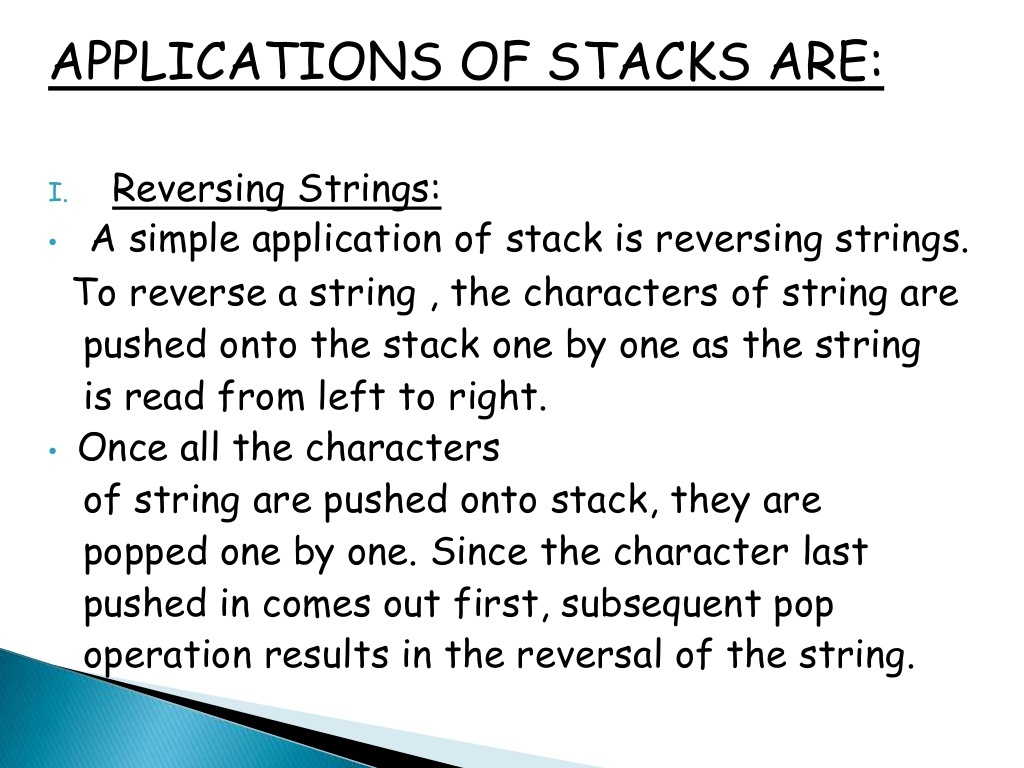 APPLICATIONS OF STACKS ARE:
I. Reversing Strings:
• A simple application of stack is reversing strings.
To reverse a string , the characters of string are
pushed onto the stack one by one as the string
is read from left to right.
• Once all the characters
of string are pushed onto stack, they are
popped one by one. Since the character last
pushed in comes out first, subsequent pop
operation results in the reversal of the string.